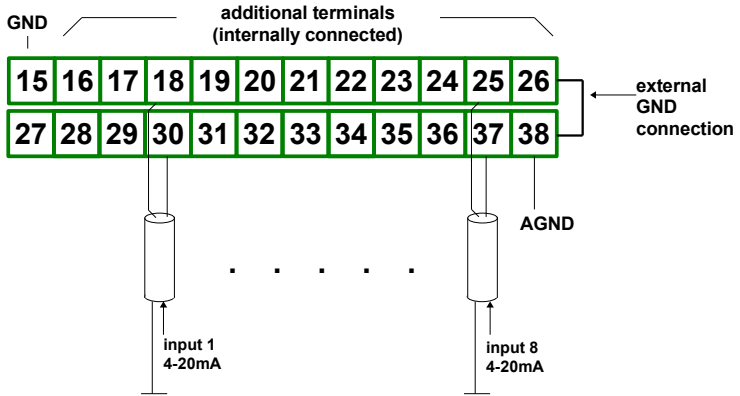 additional terminals
(internally connected)
GND
15 16 17 18 19 20 21 22 23 24 25 26
27 28 29 30 31 32 33 34 35 36 37 38
external
GND
connection
AGND
. . . . .
input 1
4-20mA
input 8
4-20mA